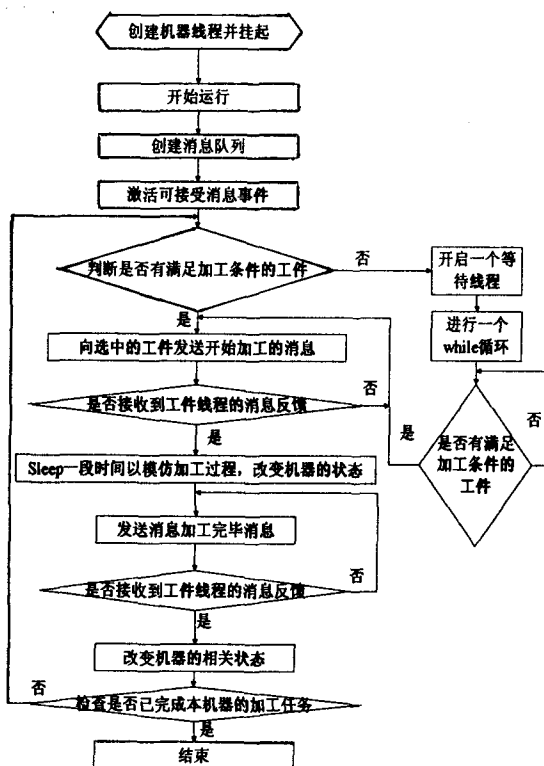 创建机器线程并挂起
开始运行
创建消息队列
激活可接受消息事件
判断是否有满足加工条件的工件
否
开启一个等
待线程
是
进行一个
while循环
向选中的工件发送开始加工的消息
是否接收到工件线程的消息反馈
否
是
是
否
是否有满足
加工条件的
工件
Sleep一段时间以模仿加工过程，改变机器的状态
发送消息加工完毕消息
是否接收到工件线程的消息反馈
否
是
改变机器的相关状态
否
检查是否已完成本机器的加工任务
是
结束